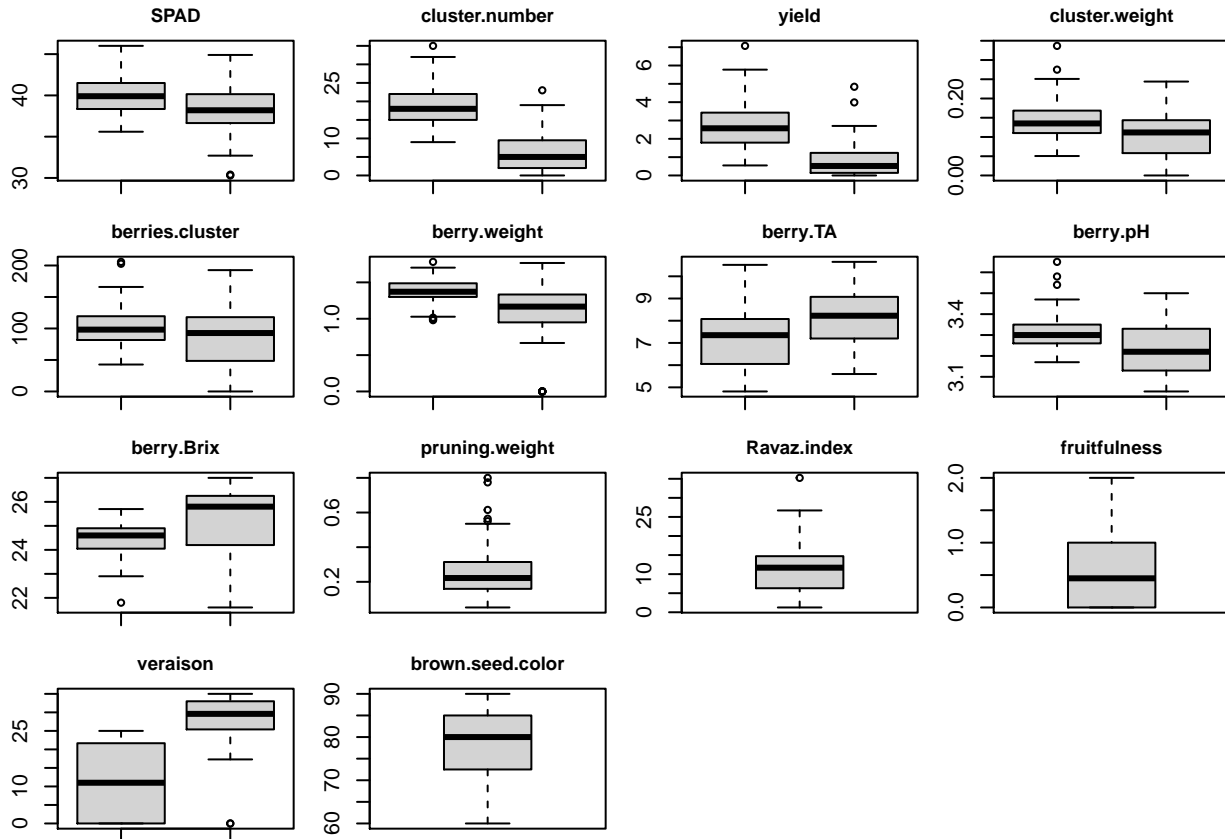 SPAD
cluster.number
yield
cluster.weight
30 40
0 10 25
0 2 4 6
0.00 0.20
berries.cluster
berry.weight
berry.TA
berry.pH
0 100 200
0.0 1.0
5 7 9
3.1 3.4
berry.Brix
pruning.weight
Ravaz.index
fruitfulness
22 24 26
0.2 0.6
0 10 25
0.0 1.0 2.0
veraison
brown.seed.color
0 10 25
60 70 80 90